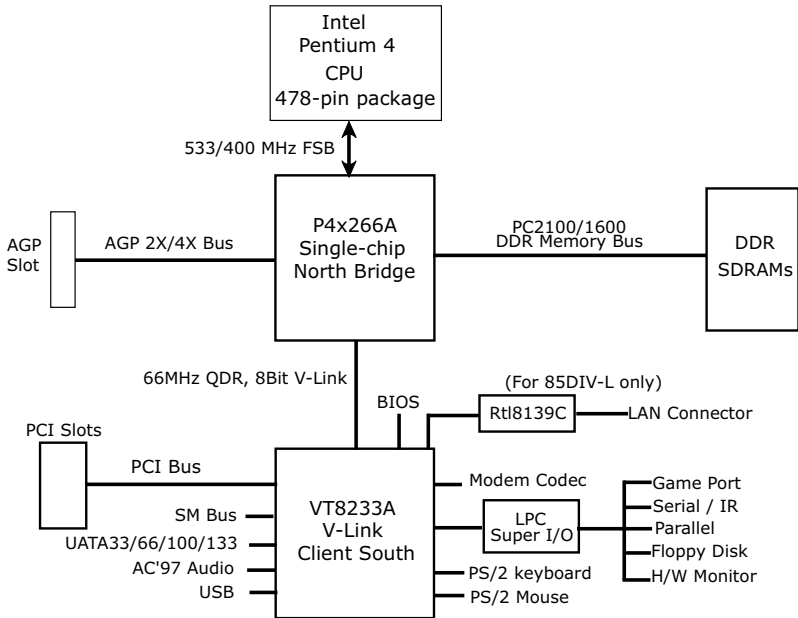 Intel
Pentium 4
CPU
478-pin package
533/400 MHz FSB
P4x266A
Single-chip
North Bridge
AGP
Slot
AGP 2X/4X Bus
PC2100/1600
DDR Memory Bus
DDR
SDRAMs
66MHz QDR, 8Bit V-Link
(For 85DIV-L only)
BIOS
Rtl8139C
LAN Connector
PCI Slots
PCI Bus
VT8233A
V-Link
Client South
SM Bus
UATA33/66/100/133
AC'97 Audio
USB
Modem Codec
LPC
Super I/O
PS/2 keyboard
PS/2 Mouse
Game Port
Serial / IR
Parallel
Floppy Disk
H/W Monitor